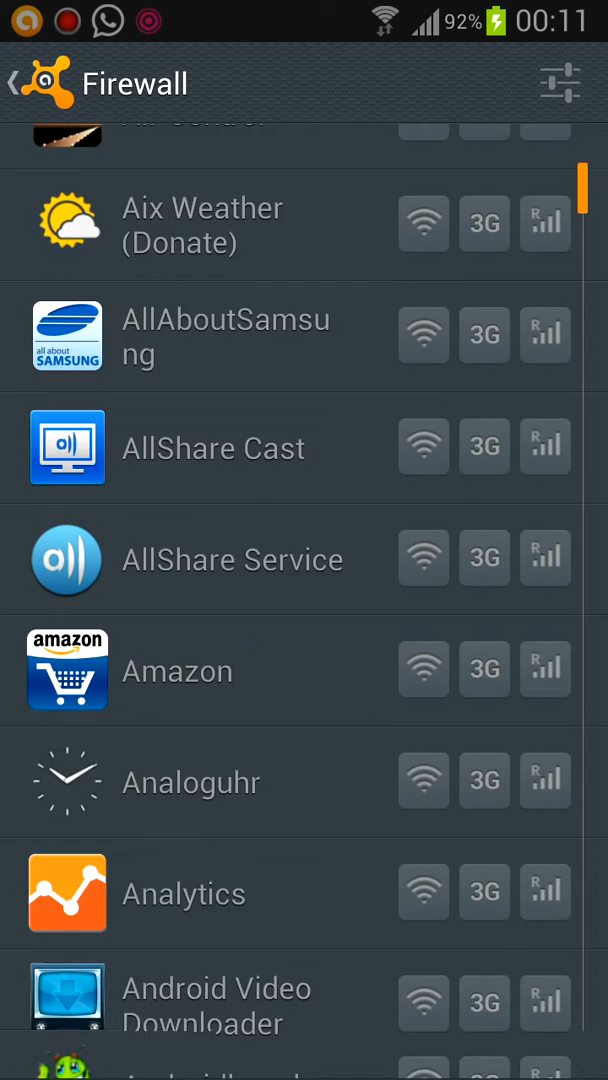 92% 00:11
Firewall
Aix Weather
(Donate)
3G R
AllAboutSamsu
ng
all about
SAMSUNG
3G R
AllShare Cast
3G R
AllShare Service
3G R
amazon
Amazon
3G R
Analoguhr
3G R
Analytics
3G R
Android Video
Downloader
3G R